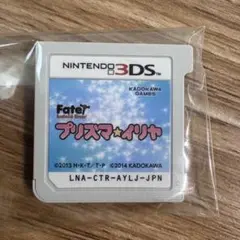 NINTENDO 3DS
KADOKAWA
GAMES
Fate/
kaleid liner
プリズマ☆イリヤ
©2013 H・H・T/T・P ©2014 KADOKAWA
LNA-CTR-AYLJ-JPN